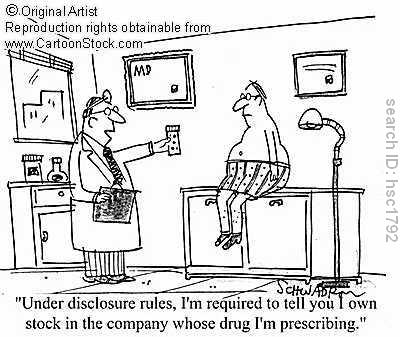 © Original Artist
Reproduction rights obtainable from
www.CartoonStock.com
MD
search ID: hsc1792
SCHWADRON
"Under disclosure rules, I'm required to tell you I own
stock in the company whose drug I'm prescribing."